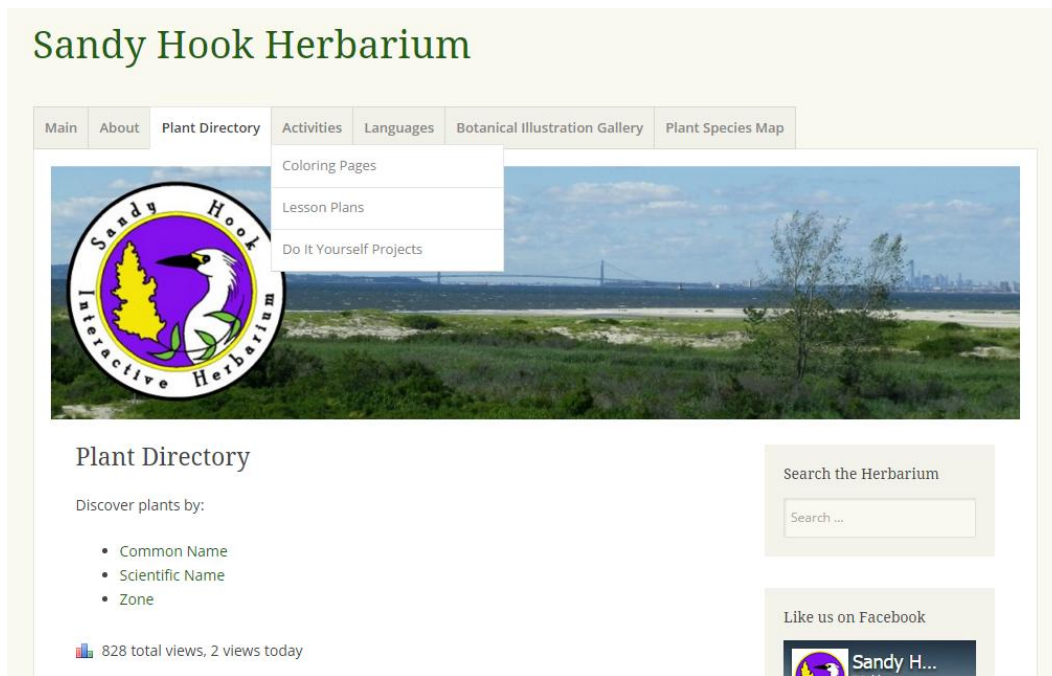 Sandy Hook Herbarium
Main About Plant Directory Activities Languages Botanical Illustration Gallery Plant Species Map
Coloring Pages
Lesson Plans
Do It Yourself Projects
Sandy Hook
Interactive Herbarium
Plant Directory
Discover plants by:
Common Name
Scientific Name
Zone
828 total views, 2 views today
Search the Herbarium
Search ...
Like us on Facebook
Sandy H...